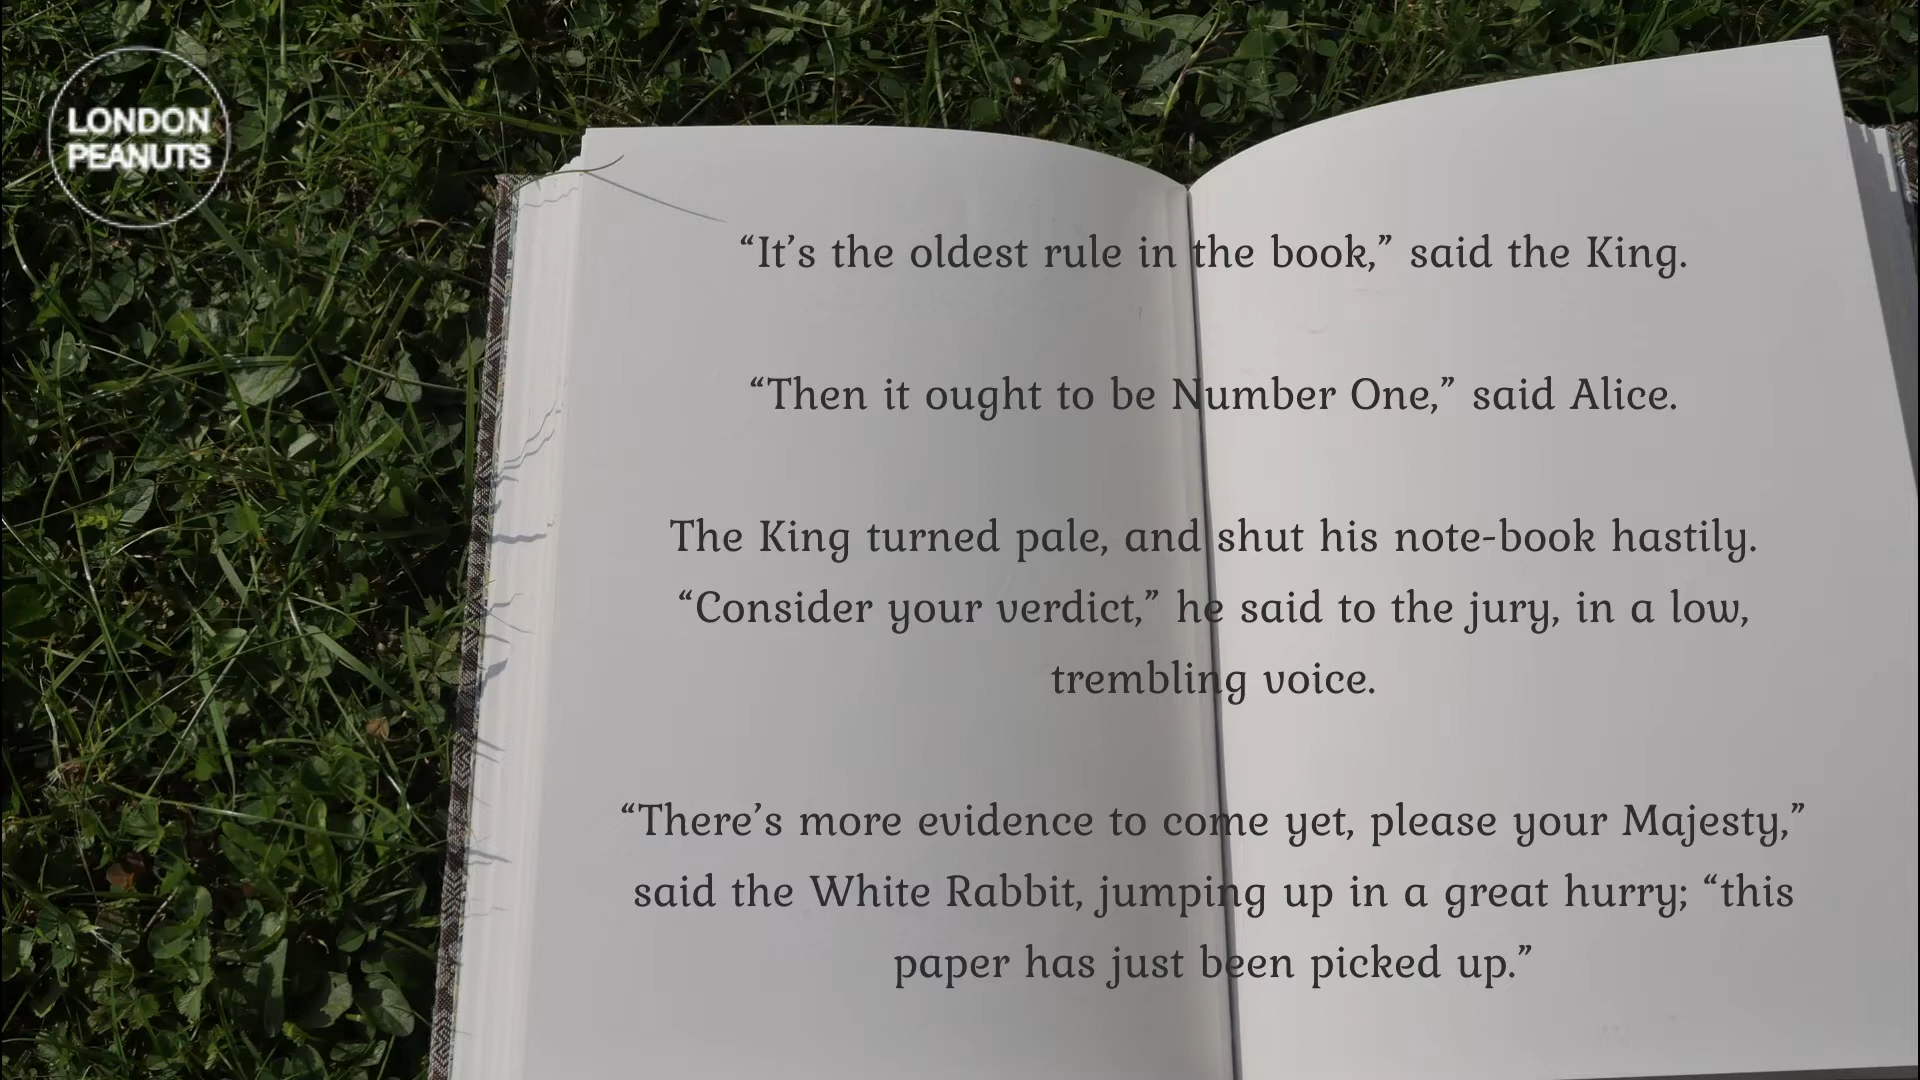 LONDON
PEANUTS
“It’s the oldest rule in the book,” said the King.
“Then it ought to be Number One,” said Alice.
The King turned pale, and shut his note-book hastily.
“Consider your verdict,” he said to the jury, in a low,
trembling voice.
“There’s more evidence to come yet, please your Majesty,”
said the White Rabbit, jumping up in a great hurry; “this
paper has just been picked up.”